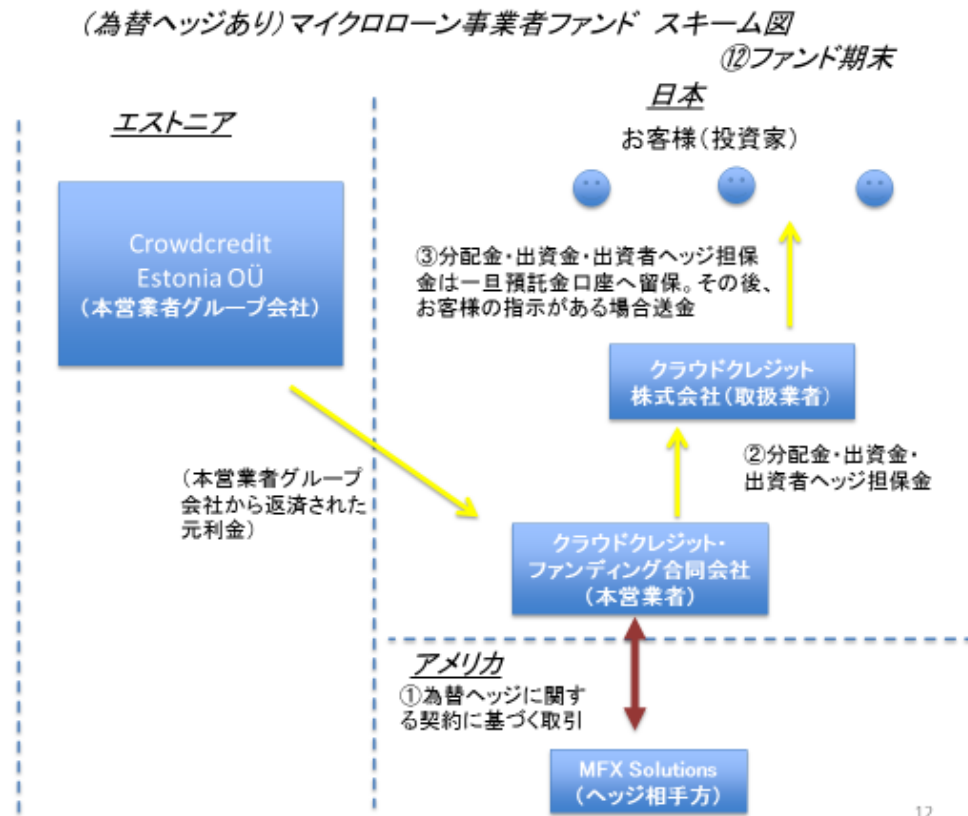 (為替ヘッジあり)マイクロローン事業者ファンド スキーム図
⑫ファンド期末
エストニア
日本
お客様(投資家)
Crowdcredit
Estonia OÜ
(本営業者グループ会社)
③分配金・出資金・出資者ヘッジ担保
金は一旦預託金口座へ留保。その後、
お客様の指示がある場合送金
クラウドクレジット
株式会社(取扱業者)
(本営業者グループ
会社から返済された
元利金)
②分配金・出資金・
出資者ヘッジ担保金
クラウドクレジット・
ファンディング合同会社
(本営業者)
アメリカ
①為替ヘッジに関す
る契約に基づく取引
MFX Solutions
(ヘッジ相手方)
12